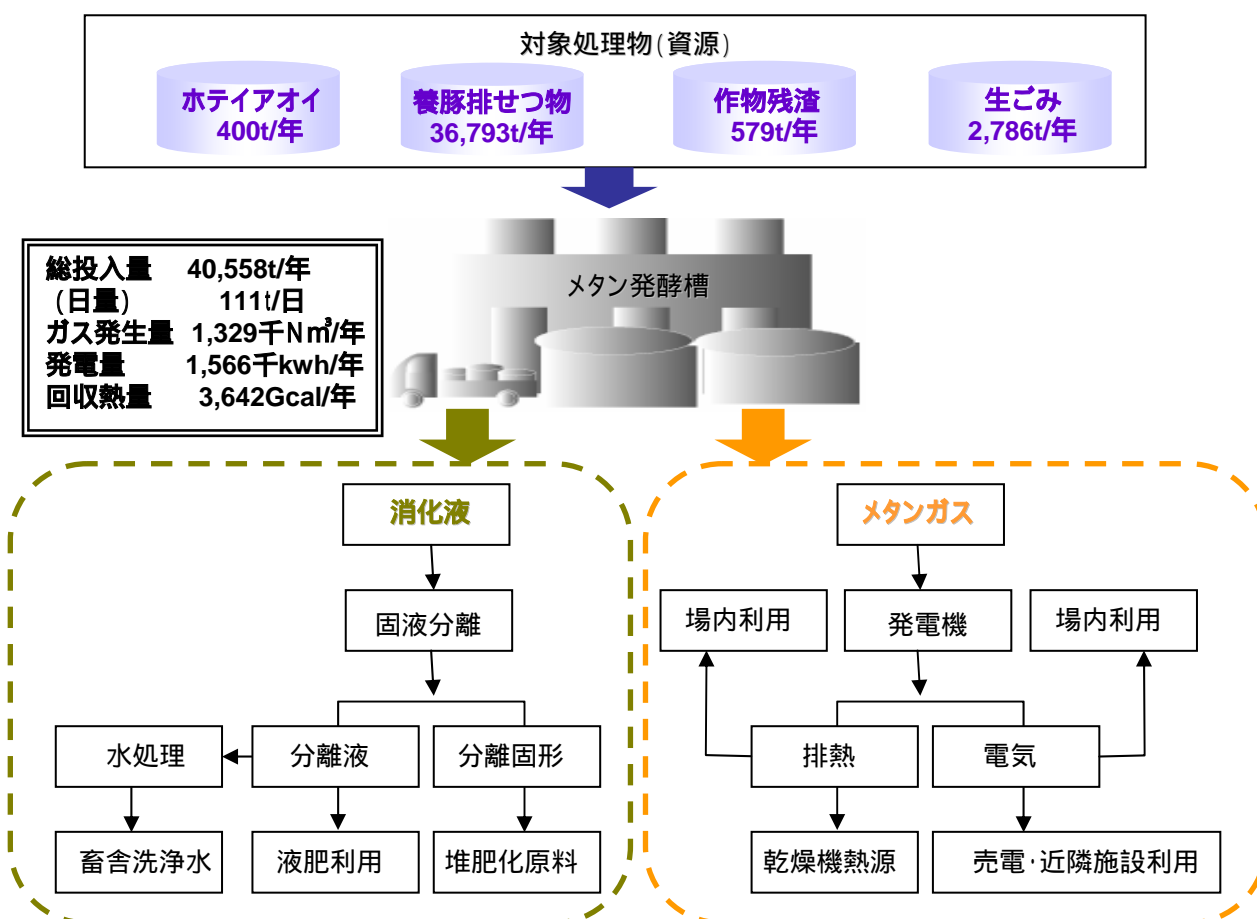 対象処理物(資源)
ホテイアオイ
400t/年
養豚排せつ物
36,793t/年
作物残渣
579t/年
生ごみ
2,786t/年
総投入量 40,558t/年
(日量) 111t/日
ガス発生量 1,329千N㎥/年
発電量 1,566千kwh/年
回収熱量 3,642Gcal/年
メタン発酵槽
消化液
固液分離
水処理
分離液
分離固形
畜舎洗浄水
液肥利用
堆肥化原料
メタンガス
場内利用
発電機
場内利用
排熱
電気
乾燥機熱源
売電・近隣施設利用